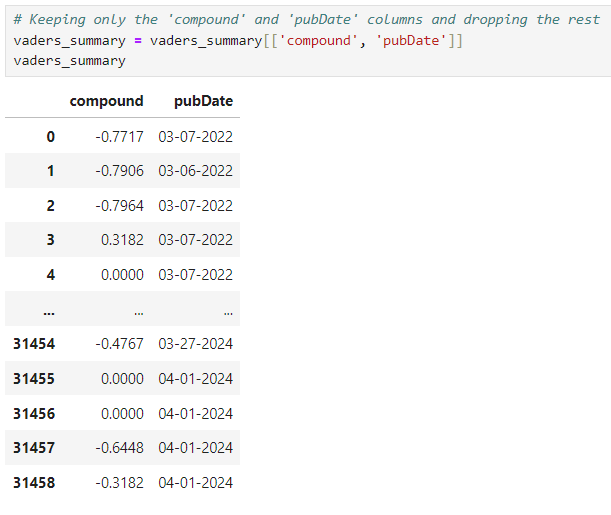 # Keeping only the 'compound' and 'pubDate' columns and dropping the rest
vaders_summary = vaders_summary[['compound', 'pubDate']]
vaders_summary
compound pubDate
0 -0.7717 03-07-2022
1 -0.7906 03-06-2022
2 -0.7964 03-07-2022
3 0.3182 03-07-2022
4 0.0000 03-07-2022
... ... ...
31454 -0.4767 03-27-2024
31455 0.0000 04-01-2024
31456 0.0000 04-01-2024
31457 -0.6448 04-01-2024
31458 -0.3182 04-01-2024